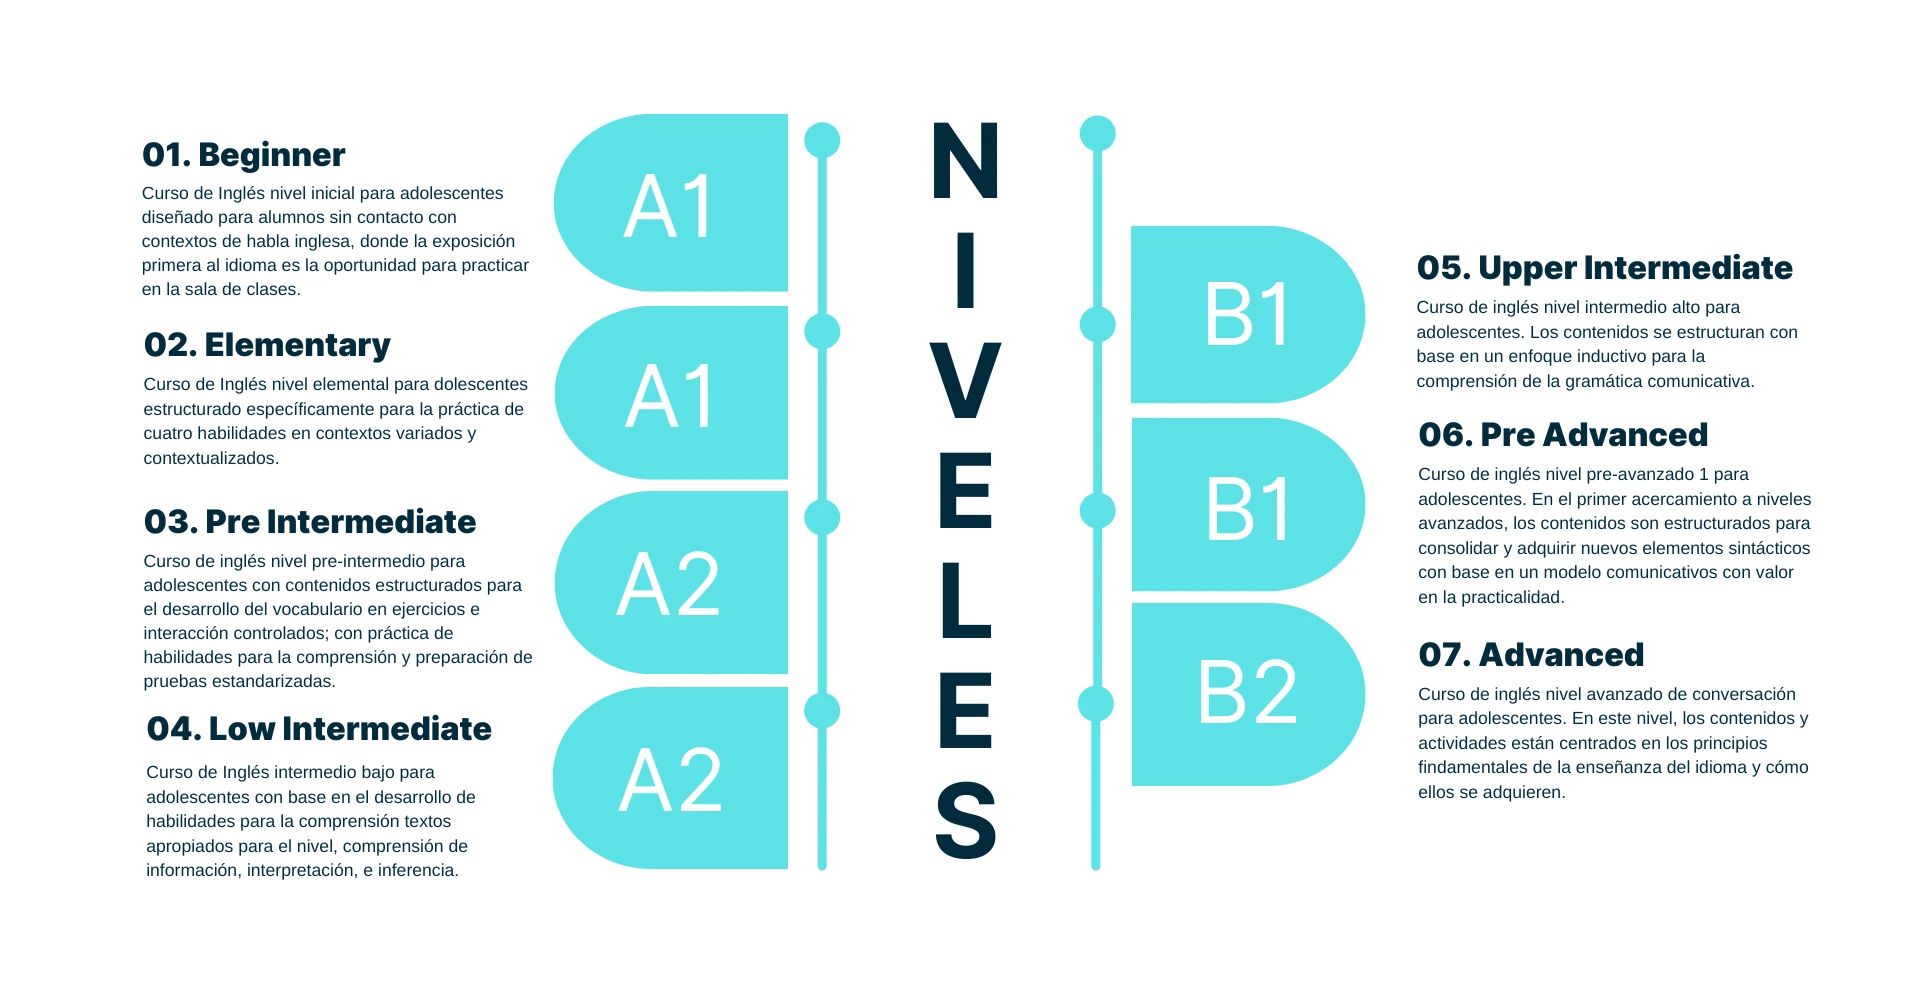 01. Beginner
Curso de Inglés nivel inicial para adolescentes
diseñado para alumnos sin contacto con
contextos de habla inglesa, donde la exposición
primera al idioma es la oportunidad para practicar
en la sala de clases.
A1
02. Elementary
Curso de Inglés nivel elemental para dolescentes
estructurado específicamente para la práctica de
cuatro habilidades en contextos variados y
contextualizados.
A1
03. Pre Intermediate
Curso de inglés nivel pre-intermedio para
adolescentes con contenidos estructurados para
el desarrollo del vocabulario en ejercicios e
interacción controlados; con práctica de
habilidades para la comprensión y preparación de
pruebas estandarizadas.
A2
04. Low Intermediate
Curso de Inglés intermedio bajo para
adolescentes con base en el desarrollo de
habilidades para la comprensión textos
apropiados para el nivel, comprensión de
información, interpretación, e inferencia.
A2
NIVELES
B1
05. Upper Intermediate
Curso de inglés nivel intermedio alto para
adolescentes. Los contenidos se estructuran con
base en un enfoque inductivo para la
comprensión de la gramática comunicativa.
B1
06. Pre Advanced
Curso de inglés nivel pre-avanzado 1 para
adolescentes. En el primer acercamiento a niveles
avanzados, los contenidos son estructurados para
consolidar y adquirir nuevos elementos sintácticos
con base en un modelo comunicativos con valor
en la practicalidad.
B2
07. Advanced
Curso de inglés nivel avanzado de conversación
para adolescentes. En este nivel, los contenidos y
actividades están centrados en los principios
findamentales de la enseñanza del idioma y cómo
ellos se adquieren.